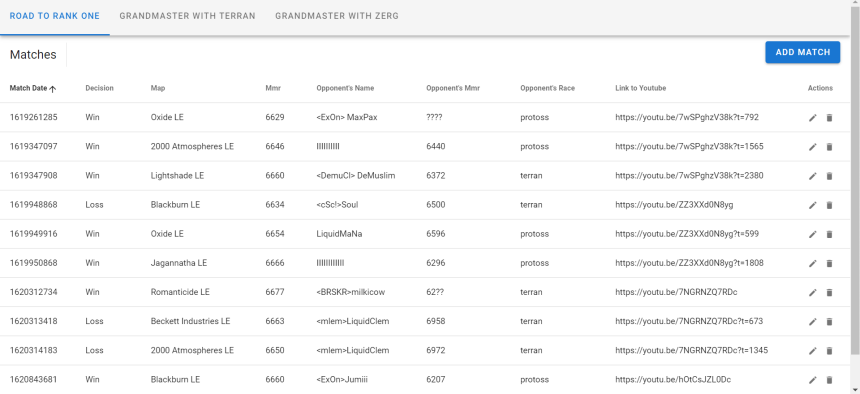 ROAD TO RANK ONE GRANDMASTER WITH TERRAN GRANDMASTER WITH ZERG
Matches ADD MATCH
Match Date Decision Map Mmr Opponent's Name Opponent's Mmr Opponent's Race Link to Youtube Actions
1619261285 Win Oxide LE 6629 <ExOn> MaxPax ???? protoss https://youtu.be/7wSPghzV38k?t=792
1619347097 Win 2000 Atmospheres LE 6646 6440 protoss https://youtu.be/7wSPghzV38k?t=1565
1619347908 Win Lightshade LE 6660 <DemuCl> DeMuslim 6372 terran https://youtu.be/7wSPghzV38k?t=2380
1619948868 Loss Blackburn LE 6634 <cSc!>Soul 6500 terran https://youtu.be/ZZ3XXd0N8yg
1619949916 Win Oxide LE 6654 LiquidMaNa 6596 protoss https://youtu.be/ZZ3XXd0N8yg?t=599
1619950868 Win Jagannatha LE 6666 6296 protoss https://youtu.be/ZZ3XXd0N8yg?t=1808
1620312734 Win Romanticide LE 6677 <BRSKR>milkicow 62?? terran https://youtu.be/7NGRNZQ7RDc
1620313418 Loss Beckett Industries LE 6663 <mlem>LiquidClem 6958 terran https://youtu.be/7NGRNZQ7RDc?t=673
1620314183 Loss 2000 Atmospheres LE 6650 <mlem>LiquidClem 6972 terran https://youtu.be/7NGRNZQ7RDc?t=1345
1620843681 Win Blackburn LE 6660 <ExOn>Jumiii 6207 protoss https://youtu.be/hOtCsJZL0Dc